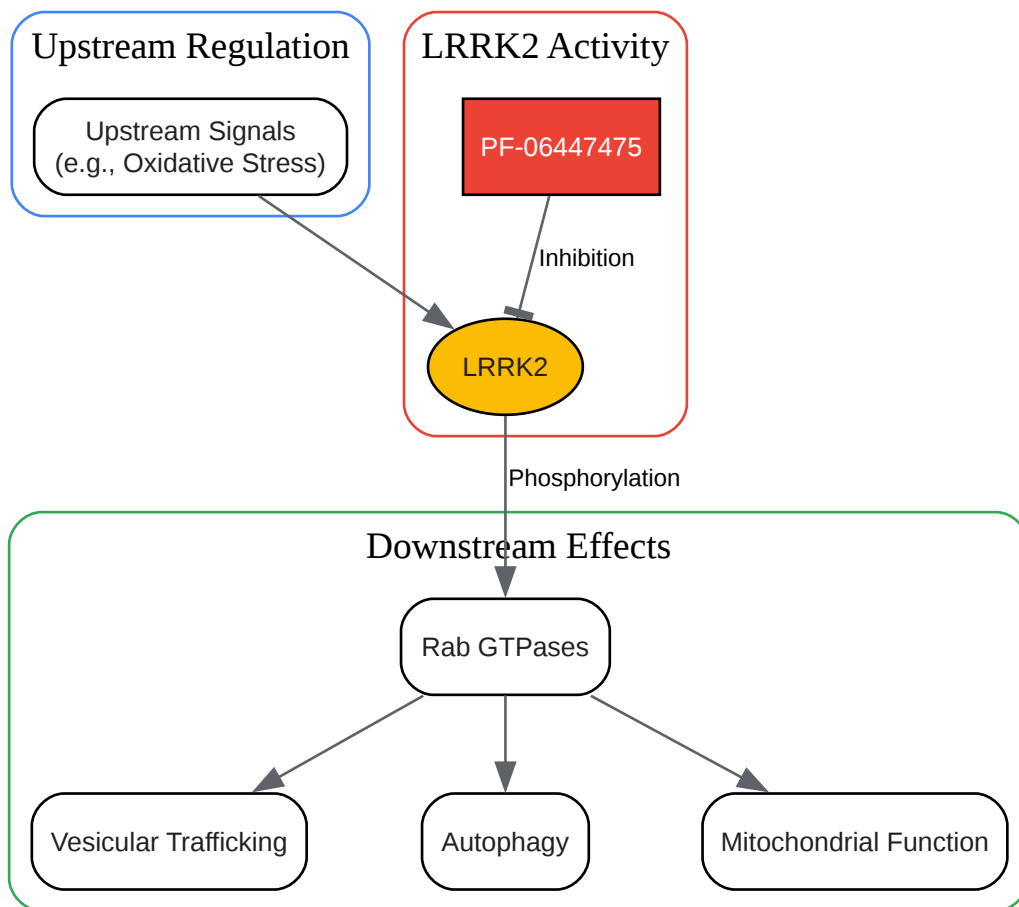 Upstream Regulation
LRRK2 Activity
Upstream Signals
(e.g., Oxidative Stress)
PF-06447475
Inhibition
LRRK2
Phosphorylation
Downstream Effects
Rab GTPases
Vesicular Trafficking
Autophagy
Mitochondrial Function